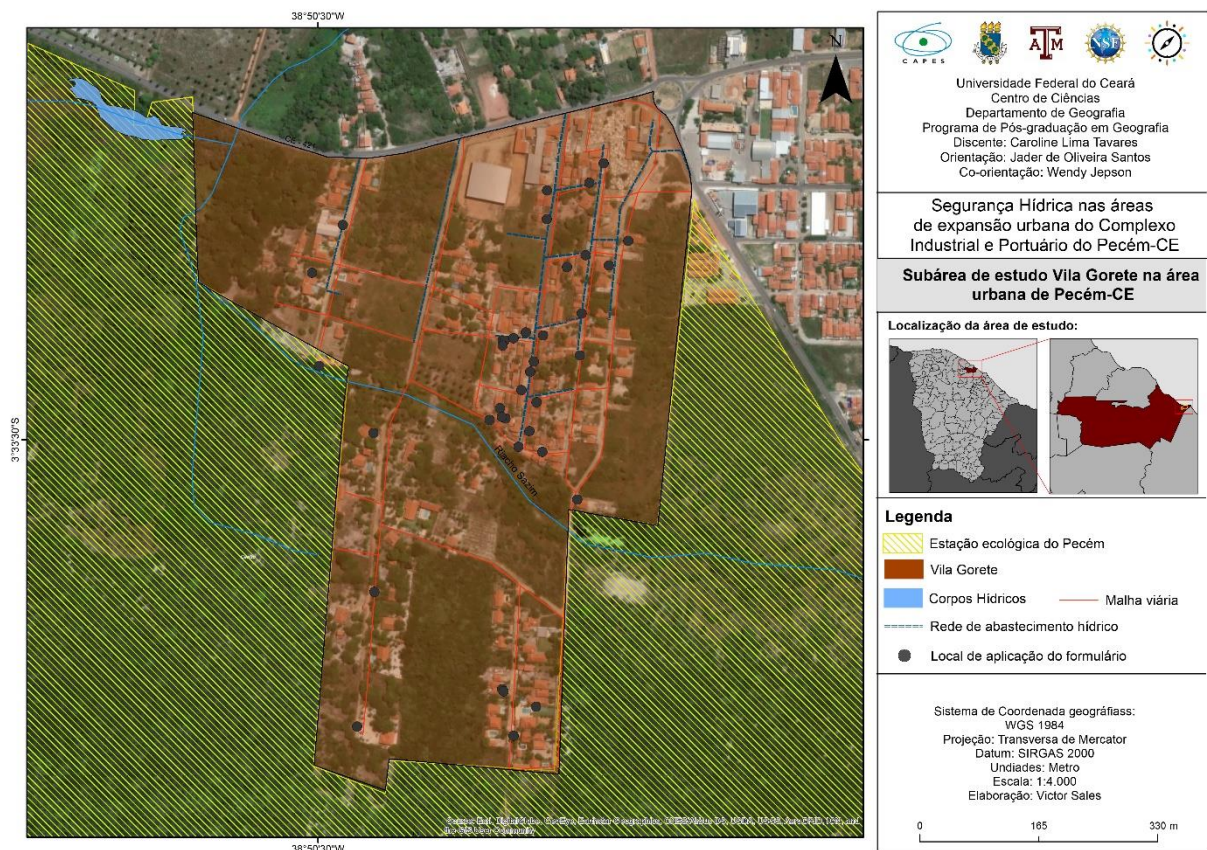 38°50'30"W
N
CE - 421
3°33'30"S
Riacho Sazim
38°50'30"W
CAPES
ATM
NSF
Universidade Federal do Ceará
Centro de Ciências
Departamento de Geografia
Programa de Pós-graduação em Geografia
Discente: Caroline Lima Tavares
Orientação: Jader de Oliveira Santos
Co-orientação: Wendy Jepson
Segurança Hídrica nas áreas
de expansão urbana do Complexo
Industrial e Portuário do Pecém-CE
Subárea de estudo Vila Gorete na área
urbana de Pecém-CE
Localização da área de estudo:
Legenda
Estação ecológica do Pecém
Vila Gorete
Corpos Hídricos
Malha viária
Rede de abastecimento hídrico
Local de aplicação do formulário
Sistema de Coordenada geográfiass:
WGS 1984
Projeção: Transversa de Mercator
Datum: SIRGAS 2000
Undiades: Metro
Escala: 1:4.000
Elaboração: Victor Sales
0 165 330 m